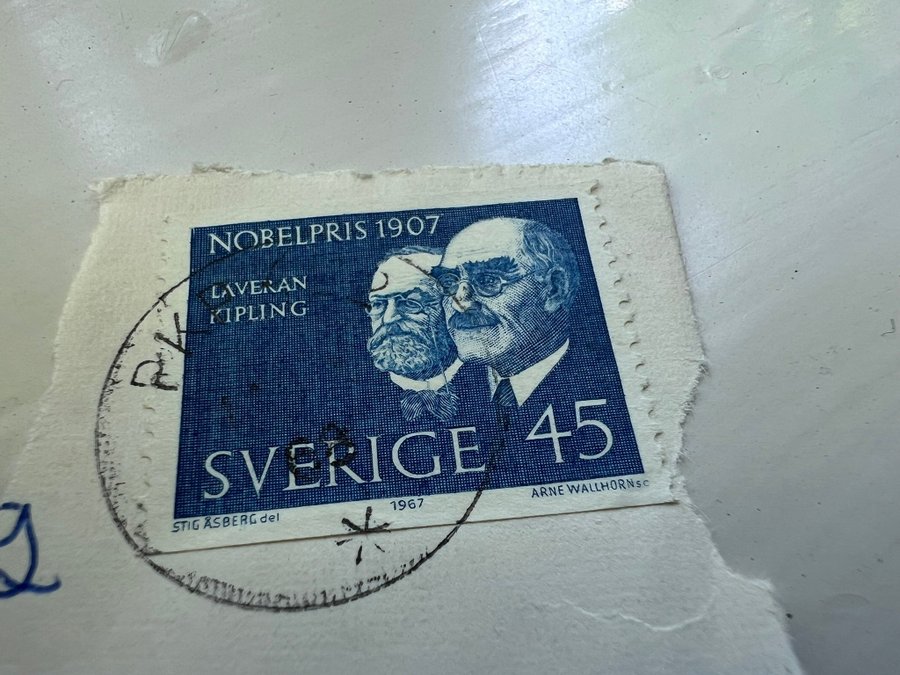 NOBELPRIS 1907
LAVERAN
KIPLING
SVERIGE 45
STIG ÅSBERG del 1967 ARNE WALLHORN sc